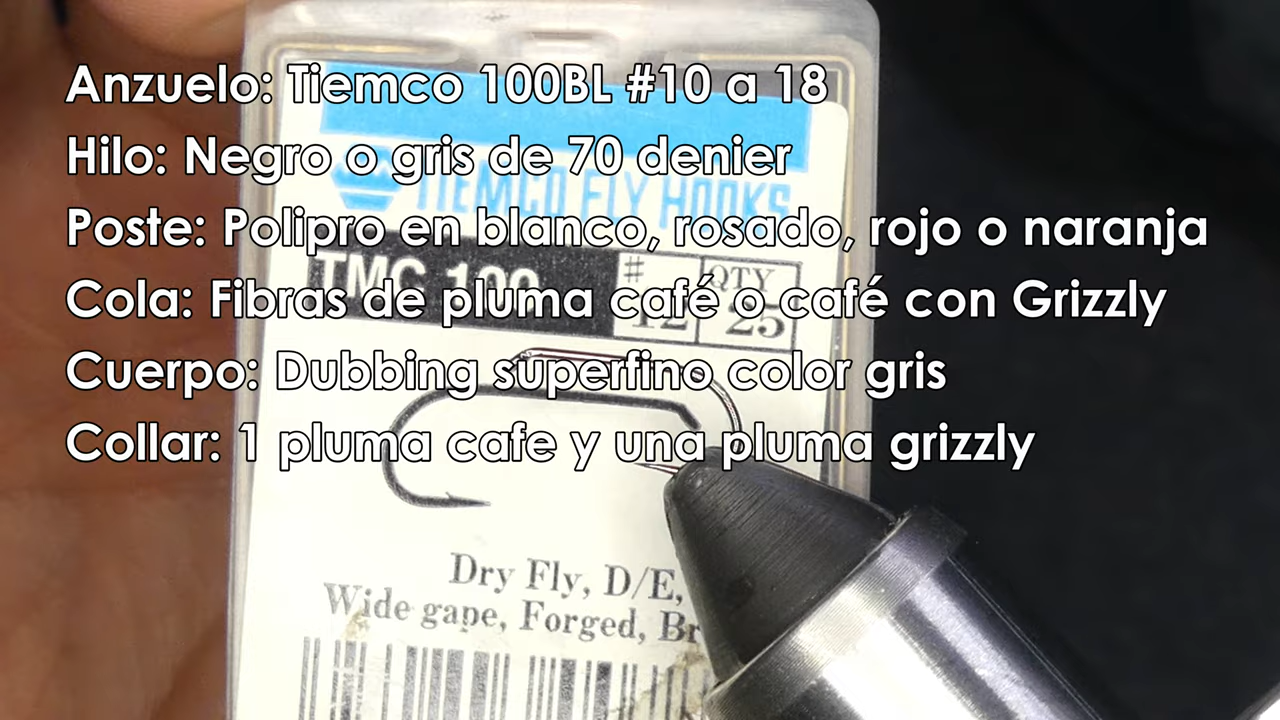 Anzuelo: Tiemco 100BL #10 a 18
Hilo: Negro o gris de 70 denier
TIEMCO FLY HOOKS
Poste: Polipro en blanco, rosado, rojo o naranja
TMC 100 # QTY
Cola: Fibras de pluma café o café con Grizzly
12 25
Cuerpo: Dubbing superfino color gris
Collar: 1 pluma cafe y una pluma grizzly
Dry Fly, D/E,
Wide gape, Forged,